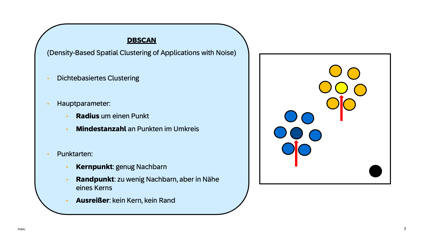 DBSCAN
(Density-Based Spatial Clustering of Applications with Noise)
Dichtebasiertes Clustering
Hauptparameter:
Radius um einen Punkt
Mindestanzahl an Punkten im Umkreis
Punktarten:
Kernpunkt: genug Nachbarn
Randpunkt: zu wenig Nachbarn, aber in Nähe
eines Kerns
Ausreißer: kein Kern, kein Rand
Public
7